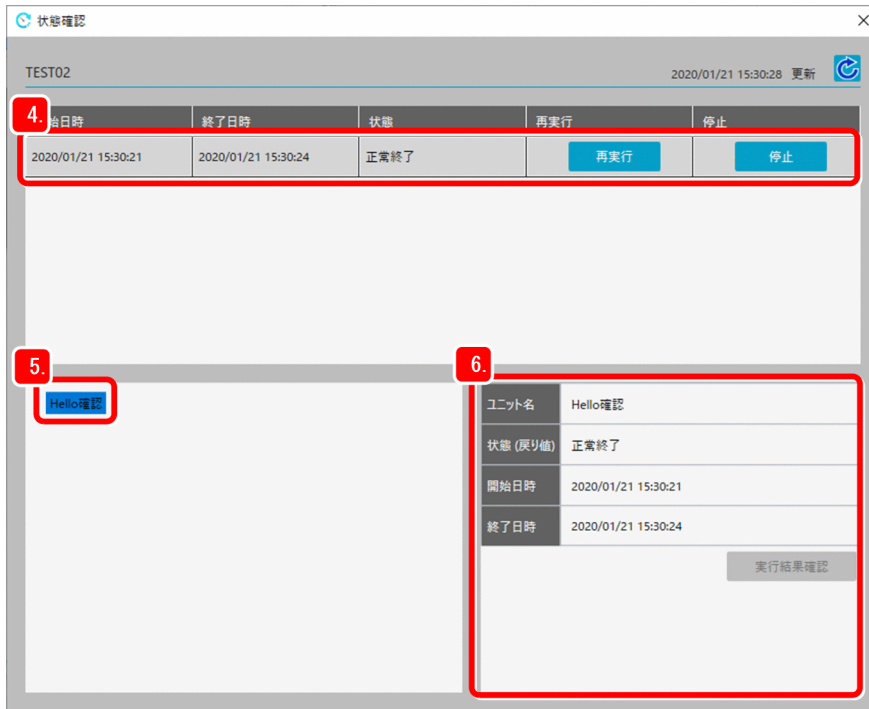 状態確認
TEST02
2020/01/21 15:30:28 更新
4.
始日時 終了日時 状態 再実行 停止
2020/01/21 15:30:21 2020/01/21 15:30:24 正常終了 再実行 停止
5.
Hello確認
6.
ユニット名 Hello確認
状態 (戻り値) 正常終了
開始日時 2020/01/21 15:30:21
終了日時 2020/01/21 15:30:24
実行結果確認